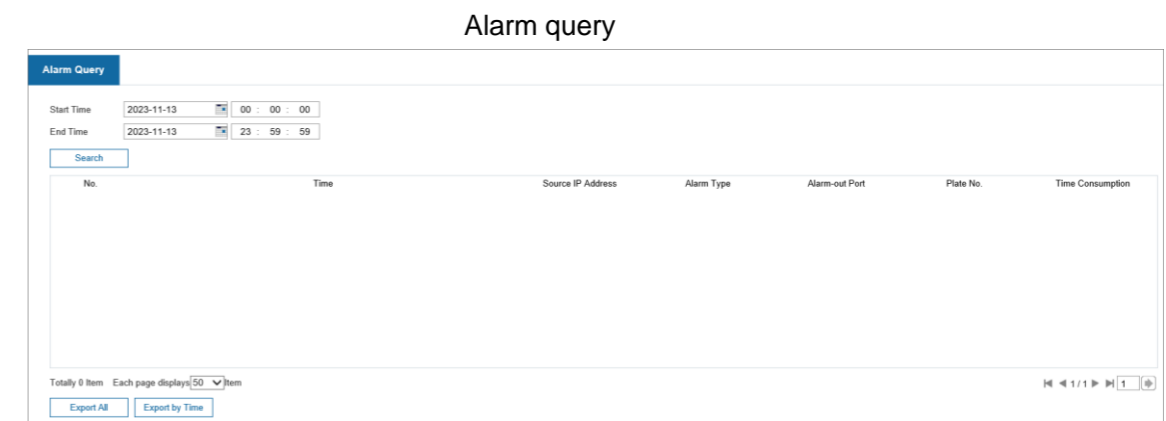 Alarm query
Alarm Query
Start Time 2023-11-13 00 : 00 : 00
End Time 2023-11-13 23 : 59 : 59
Search
No. Time Source IP Address Alarm Type Alarm-out Port Plate No. Time Consumption
Totally 0 Item Each page displays 50 Item 1 / 1 1
Export All Export by Time